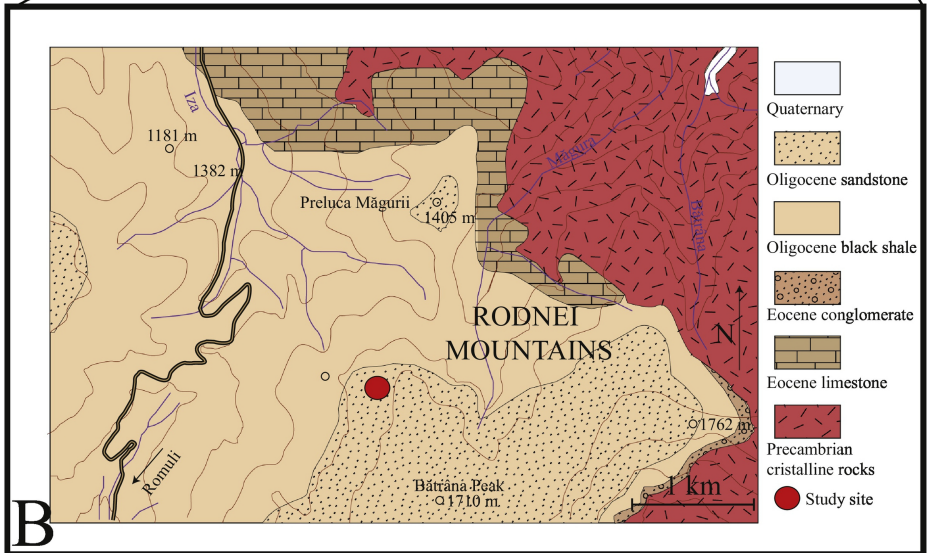 Iza
1181 m
1382 m
Măgura
Preluca Măgurii
1405 m
Bătrâna
RODNEI
MOUNTAINS
N
1762 m
Romuli
Bătrâna Peak
1710 m
1 km
B
Quaternary
Oligocene sandstone
Oligocene black shale
Eocene conglomerate
Eocene limestone
Precambrian
cristalline rocks
Study site